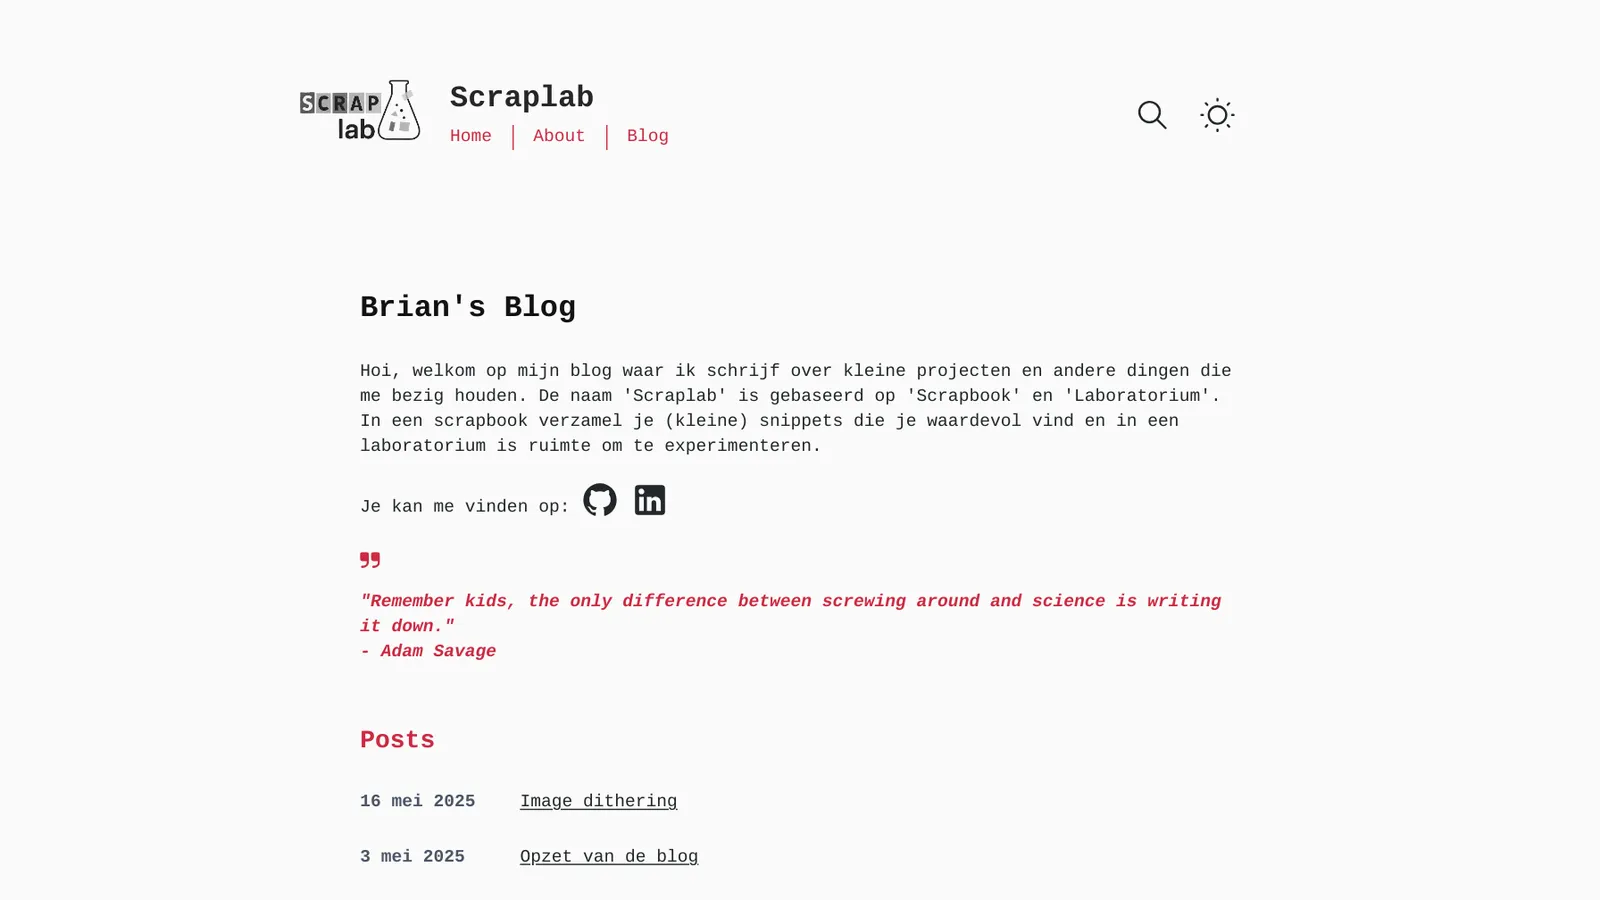 SCRAP
lab
Scraplab
Home
About
Blog
Brian's Blog
Hoi, welkom op mijn blog waar ik schrijf over kleine projecten en andere dingen die
me bezig houden. De naam 'Scraplab' is gebaseerd op 'Scrapbook' en 'Laboratorium'.
In een scrapbook verzamel je (kleine) snippets die je waardevol vind en in een
laboratorium is ruimte om te experimenteren.
Je kan me vinden op:
"Remember kids, the only difference between screwing around and science is writing
it down."
- Adam Savage
Posts
16 mei 2025 Image dithering
3 mei 2025 Opzet van de blog